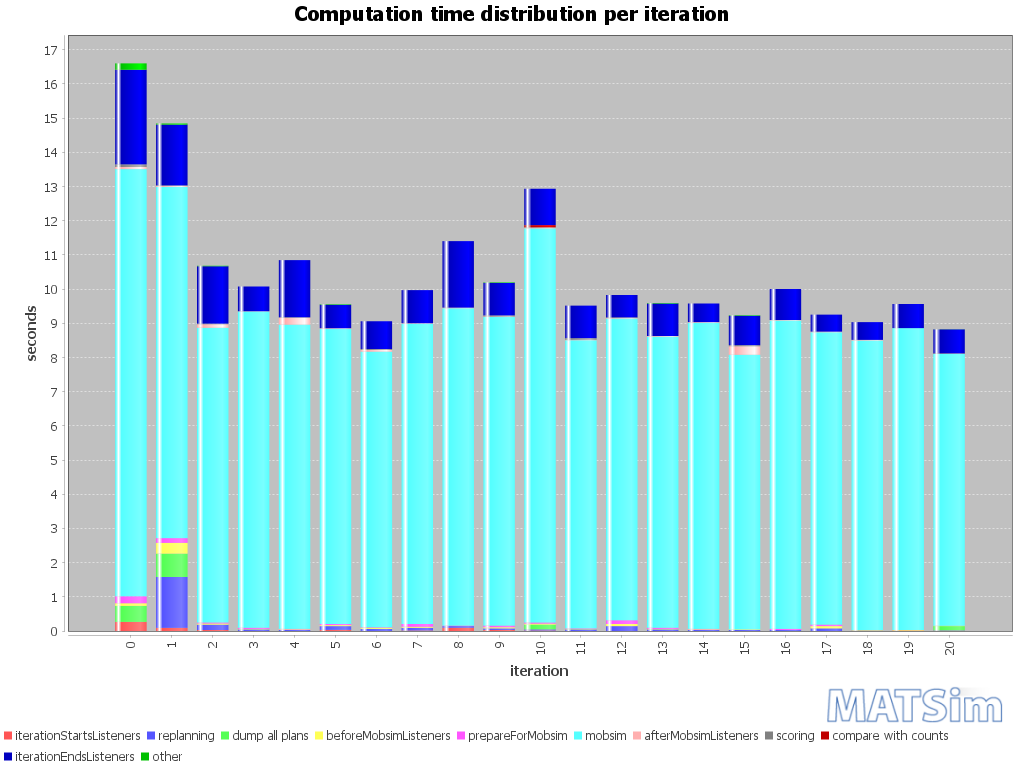 Computation time distribution per iteration
17
16
15
14
13
12
11
10
9
8
7
6
5
4
3
2
1
0
seconds
0 1 2 3 4 5 6 7 8 9 10 11 12 13 14 15 16 17 18 19 20
iteration
MATSim
iterationStartsListeners replanning dump all plans beforeMobsimListeners prepareForMobsim mobsim afterMobsimListeners scoring compare with counts
iterationEndsListeners other